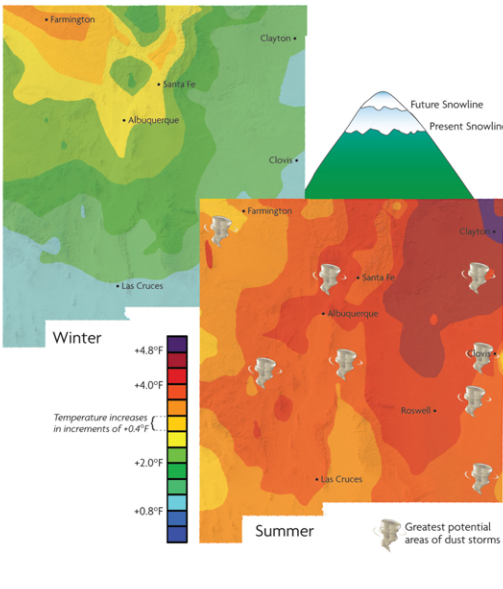 Farmington
Clayton
Santa Fe
Albuquerque
Clovis
Las Cruces
Winter
Future Snowline
Present Snowline
Farmington
Clayton
Santa Fe
Albuquerque
Clovis
Roswell
Las Cruces
Summer
+4.8°F
+4.0°F
Temperature increases
in increments of +0.4°F
+2.0°F
+0.8°F
Greatest potential
areas of dust storms